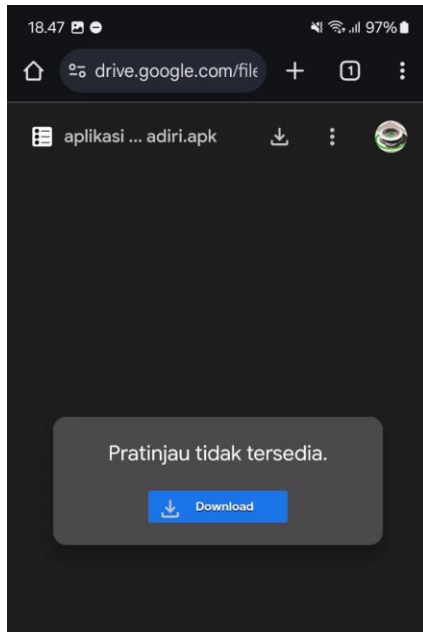 18.47 97%
drive.google.com/file 1
aplikasi ... adiri.apk
Pratinjau tidak tersedia.
Download